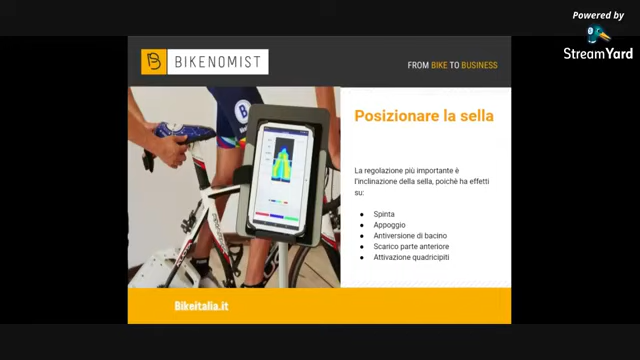 Powered by
StreamYard
BIKENOMIST
FROM BIKE TO BUSINESS
Posizionare la sella
La regolazione più importante è
l'inclinazione della sella, poichè ha effetti
su:
● Spinta
● Appoggio
● Antiversione di bacino
● Scarico parte anteriore
● Attivazione quadricipiti
Bikeitalia.it